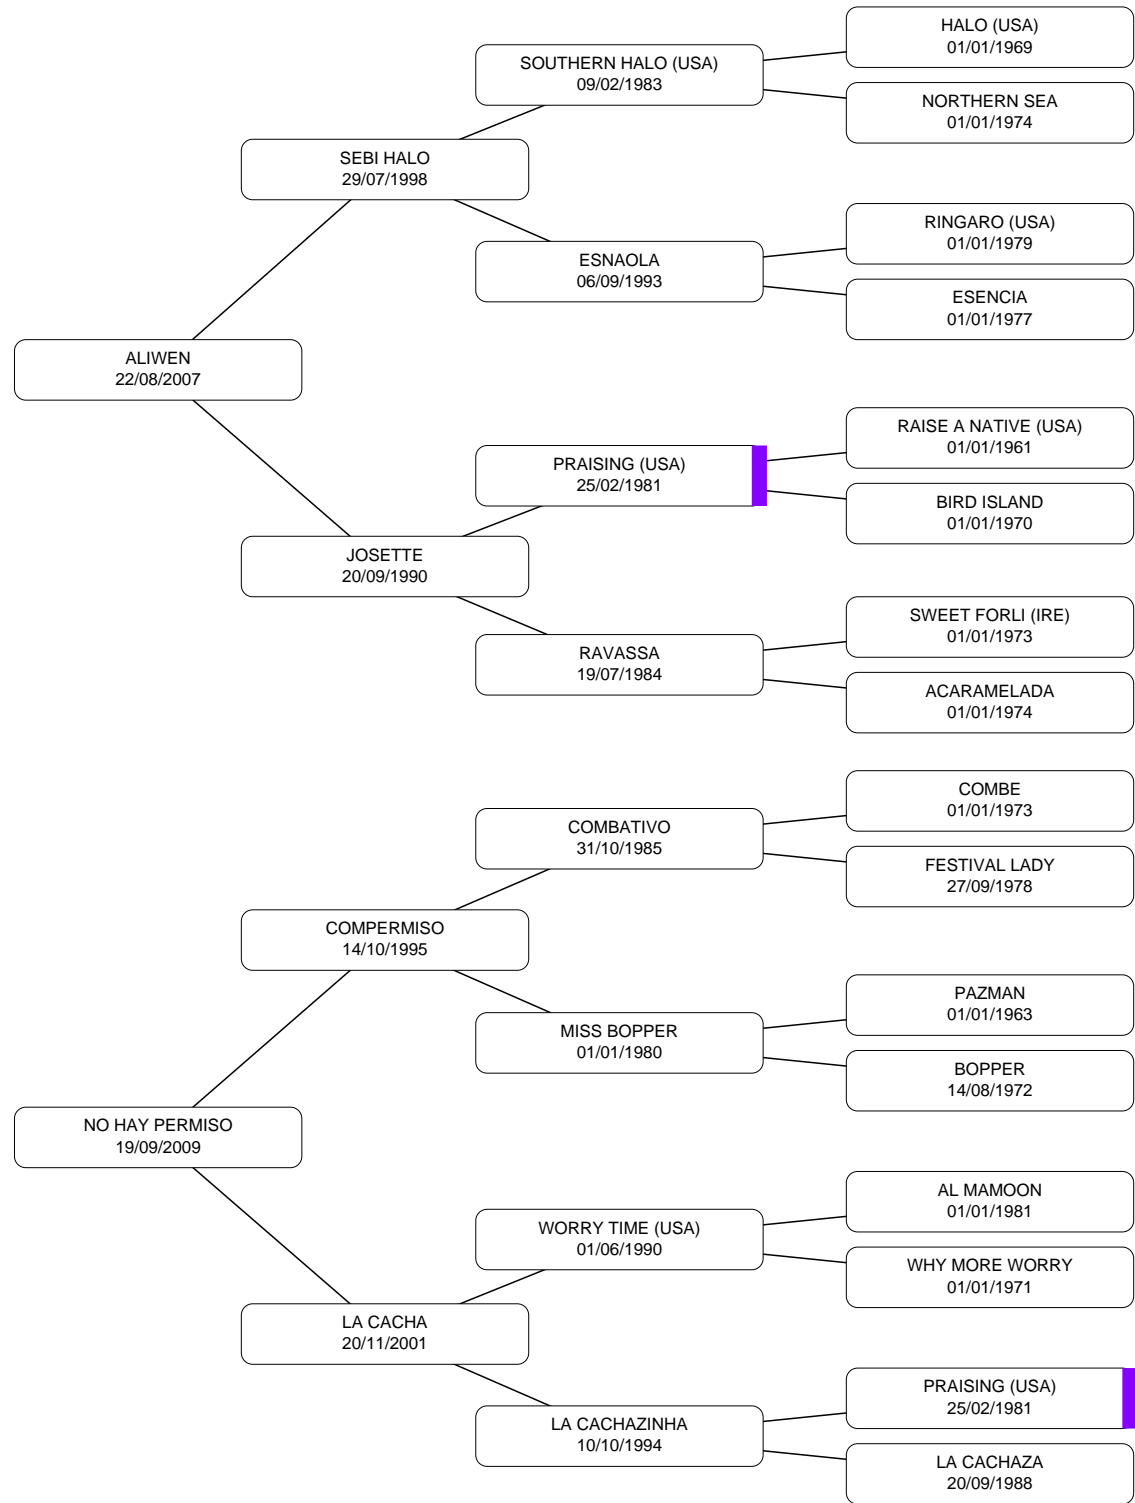 HALO (USA)
01/01/1969
SOUTHERN HALO (USA)
09/02/1983
NORTHERN SEA
01/01/1974
SEBI HALO
29/07/1998
RINGARO (USA)
01/01/1979
ESNAOLA
06/09/1993
ESENCIA
01/01/1977
ALIWEN
22/08/2007
RAISE A NATIVE (USA)
01/01/1961
PRAISING (USA)
25/02/1981
BIRD ISLAND
01/01/1970
JOSETTE
20/09/1990
SWEET FORLI (IRE)
01/01/1973
RAVASSA
19/07/1984
ACARAMELADA
01/01/1974
COMBE
01/01/1973
COMBATIVO
31/10/1985
FESTIVAL LADY
27/09/1978
COMPERMISO
14/10/1995
PAZMAN
01/01/1963
MISS BOPPER
01/01/1980
BOPPER
14/08/1972
NO HAY PERMISO
19/09/2009
AL MAMOON
01/01/1981
WORRY TIME (USA)
01/06/1990
WHY MORE WORRY
01/01/1971
LA CACHA
20/11/2001
PRAISING (USA)
25/02/1981
LA CACHAZINHA
10/10/1994
LA CACHAZA
20/09/1988